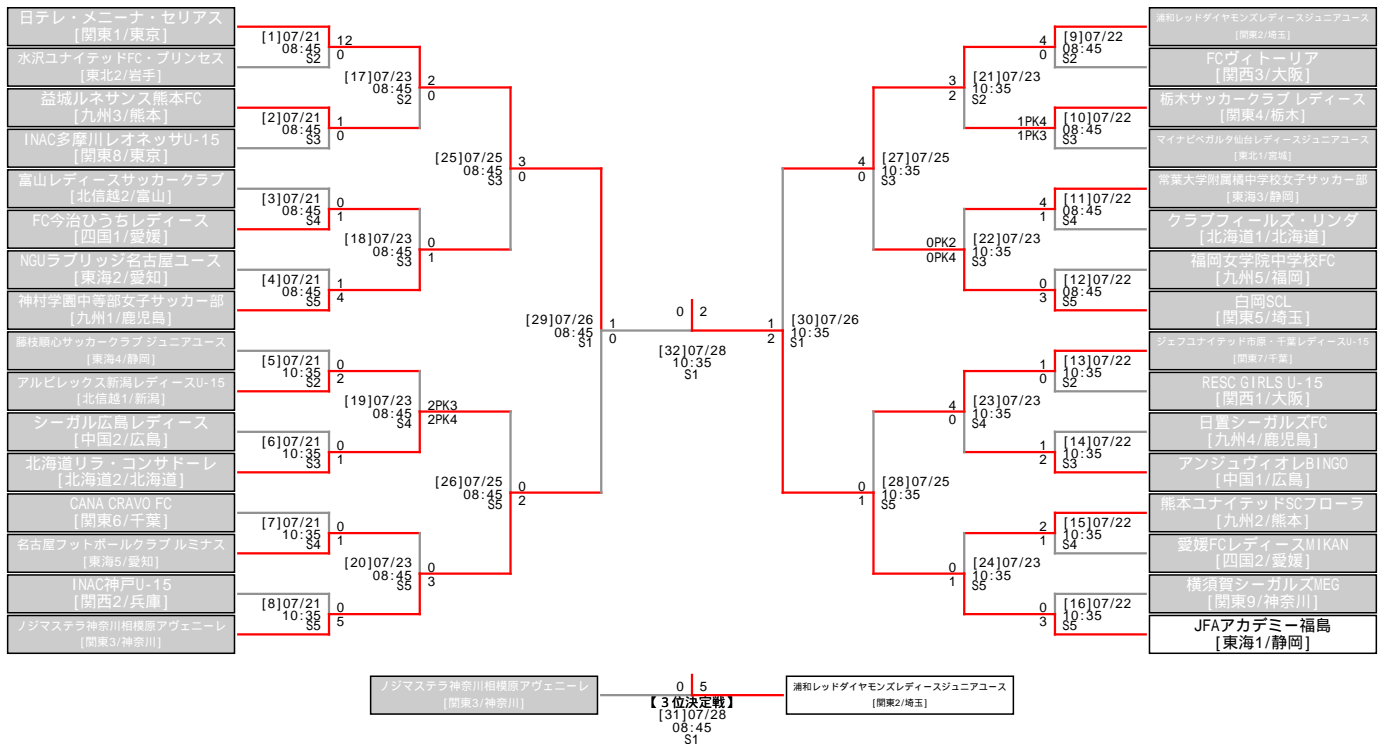 日テレ・メニーナ・セリアス
[関東1/東京]
水沢ユナイテッドFC・プリンセス
[東北2/岩手]
益城ルネサンス熊本FC
[九州3/熊本]
INAC多摩川レオネッサU-15
[関東8/東京]
富山レディースサッカークラブ
[北信越2/富山]
FC今治ひうちレディース
[四国1/愛媛]
NGUラブリッジ名古屋ユース
[東海2/愛知]
神村学園中等部女子サッカー部
[九州1/鹿児島]
藤枝順心サッカークラブ ジュニアユース
[東海4/静岡]
アルビレックス新潟レディースU-15
[北信越1/新潟]
シーガル広島レディース
[中国2/広島]
北海道リラ・コンサドーレ
[北海道2/北海道]
CANA CRAVO FC
[関東6/千葉]
名古屋フットボールクラブ ルミナス
[東海5/愛知]
INAC神戸U-15
[関西2/兵庫]
ノジマステラ神奈川相模原アヴェニーレ
[関東3/神奈川]
[1]07/21 12
08:45 0
S2
[2]07/21 1
08:45 0
S3
[3]07/21 0
08:45 1
S4
[4]07/21 1
08:45 4
S5
[5]07/21 0
10:35 2
S2
[6]07/21 0
10:35 1
S3
[7]07/21 0
10:35 1
S4
[8]07/21 0
10:35 5
S5
[17]07/23 2
08:45 0
S2
[18]07/23 0
08:45 1
S3
[19]07/23 2PK3
08:45 2PK4
S4
[20]07/23 0
08:45 3
S5
[25]07/25 3
08:45 0
S3
[26]07/25 0
08:45 2
S5
[29]07/26 1
08:45 0
S1
0 2
[32]07/28
10:35
S1
1 [30]07/26
2 10:35
S1
4 [27]07/25
0 10:35
S3
0 [28]07/25
1 10:35
S5
3 [21]07/23
2 10:35
S2
0PK2 [22]07/23
0PK4 10:35
S3
4 [23]07/23
0 10:35
S4
0 [24]07/23
1 10:35
S5
4 [9]07/22
0 08:45
S2
1PK4 [10]07/22
1PK3 08:45
S3
4 [11]07/22
1 08:45
S4
0 [12]07/22
3 08:45
S5
1 [13]07/22
0 10:35
S2
1 [14]07/22
2 10:35
S3
2 [15]07/22
1 10:35
S4
0 [16]07/22
3 10:35
S5
浦和レッドダイヤモンズレディースジュニアユース
[関東2/埼玉]
FCヴィトーリア
[関西3/大阪]
栃木サッカークラブ レディース
[関東4/栃木]
マイナビベガルタ仙台レディースジュニアユース
[東北1/宮城]
常葉大学附属橘中学校女子サッカー部
[東海3/静岡]
クラブフィールズ・リンダ
[北海道1/北海道]
福岡女学院中学校FC
[九州5/福岡]
白岡SCL
[関東5/埼玉]
ジェフユナイテッド市原・千葉レディースU-15
[関東7/千葉]
RESC GIRLS U-15
[関西1/大阪]
日置シーガルズFC
[九州4/鹿児島]
アンジュヴィオレBINGO
[中国1/広島]
熊本ユナイテッドSCフローラ
[九州2/熊本]
愛媛FCレディースMIKAN
[四国2/愛媛]
横須賀シーガルズMEG
[関東9/神奈川]
JFAアカデミー福島
[東海1/静岡]
ノジマステラ神奈川相模原アヴェニーレ
[関東3/神奈川]
0 5
【 3位決定戦】
[31]07/28
08:45
S1
浦和レッドダイヤモンズレディースジュニアユース
[関東2/埼玉]